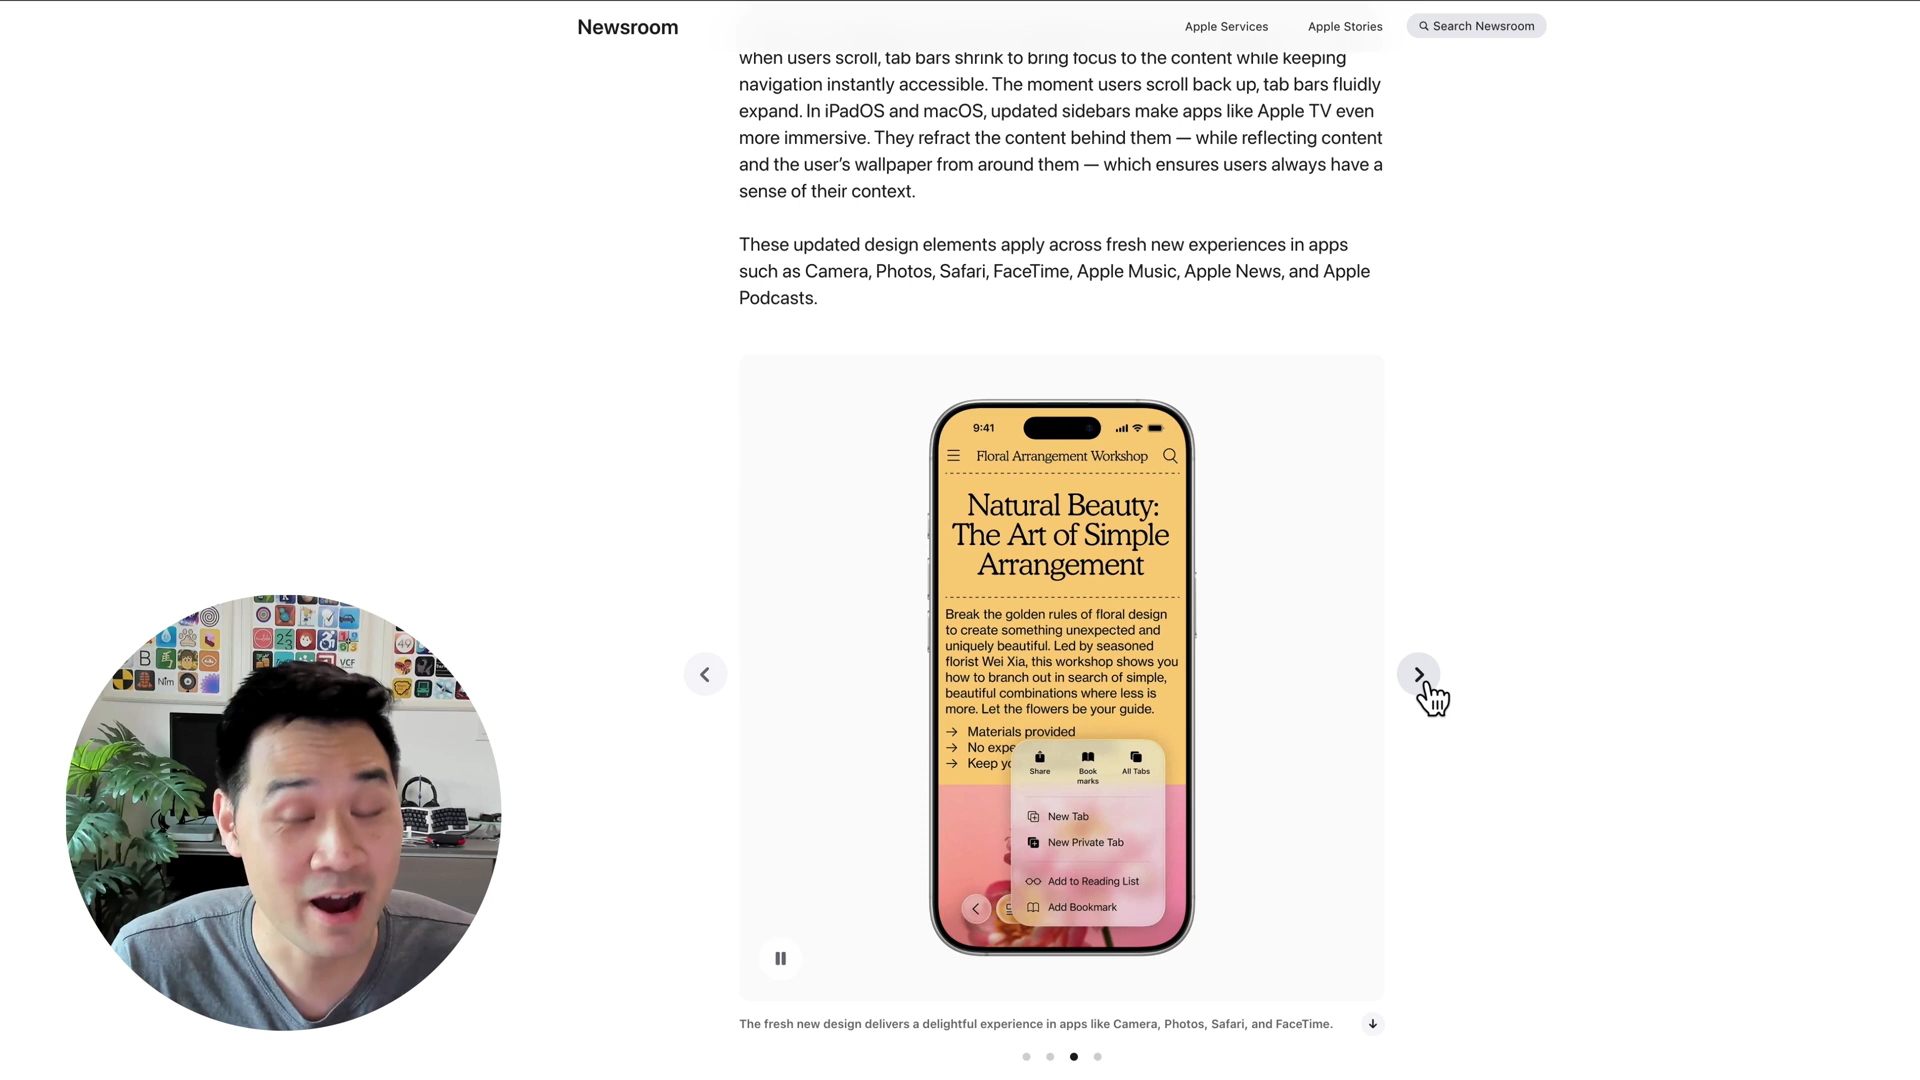 Newsroom
Apple Services
Apple Stories
Search Newsroom
when users scroll, tab bars shrink to bring focus to the content while keeping
navigation instantly accessible. The moment users scroll back up, tab bars fluidly
expand. In iPadOS and macOS, updated sidebars make apps like Apple TV even
more immersive. They refract the content behind them — while reflecting content
and the user’s wallpaper from around them — which ensures users always have a
sense of their context.
These updated design elements apply across fresh new experiences in apps
such as Camera, Photos, Safari, FaceTime, Apple Music, Apple News, and Apple
Podcasts.
9:41
Floral Arrangement Workshop
Natural Beauty:
The Art of Simple
Arrangement
Break the golden rules of floral design
to create something unexpected and
uniquely beautiful. Led by seasoned
florist Wei Xia, this workshop shows you
how to branch out in search of simple,
beautiful combinations where less is
more. Let the flowers be your guide.
→ Materials provided
→ No expe
→ Keep yo
Share
Book
marks
All Tabs
New Tab
New Private Tab
Add to Reading List
Add Bookmark
The fresh new design delivers a delightful experience in apps like Camera, Photos, Safari, and FaceTime.
49
23
VCF
B
Nim